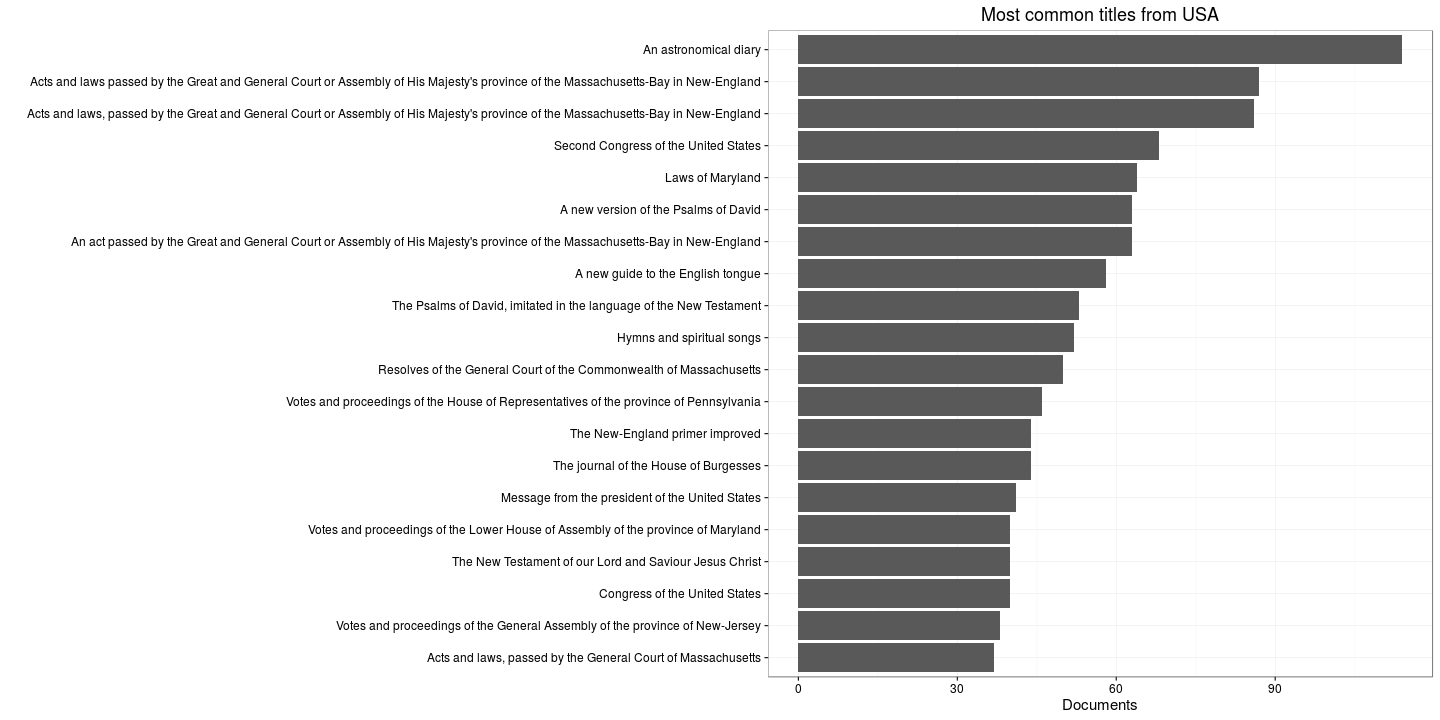 Most common titles from USA
An astronomical diary
Acts and laws passed by the Great and General Court or Assembly of His Majesty's province of the Massachusetts-Bay in New-England
Acts and laws, passed by the Great and General Court or Assembly of His Majesty's province of the Massachusetts-Bay in New-England
Second Congress of the United States
Laws of Maryland
A new version of the Psalms of David
An act passed by the Great and General Court or Assembly of His Majesty's province of the Massachusetts-Bay in New-England
A new guide to the English tongue
The Psalms of David, imitated in the language of the New Testament
Hymns and spiritual songs
Resolves of the General Court of the Commonwealth of Massachusetts
Votes and proceedings of the House of Representatives of the province of Pennsylvania
The New-England primer improved
The journal of the House of Burgesses
Message from the president of the United States
Votes and proceedings of the Lower House of Assembly of the province of Maryland
The New Testament of our Lord and Saviour Jesus Christ
Congress of the United States
Votes and proceedings of the General Assembly of the province of New-Jersey
Acts and laws, passed by the General Court of Massachusetts
0 30 60 90
Documents